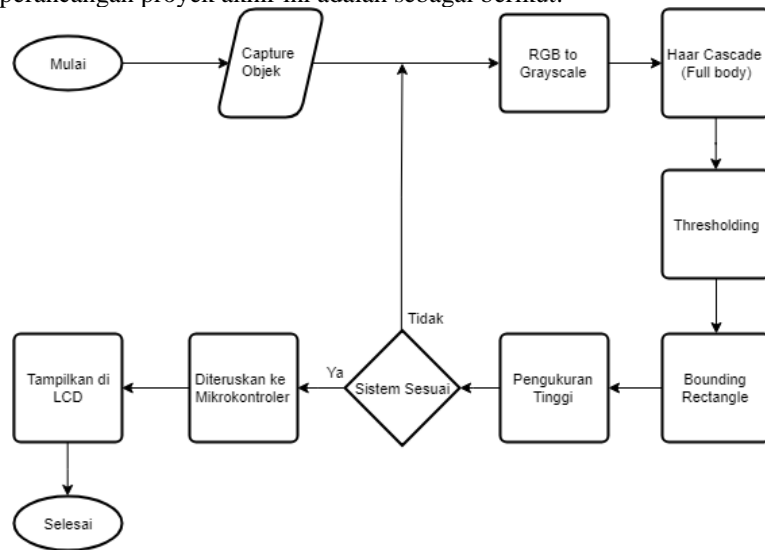 perancangan proyek akhir ini adalah sebagai berikut.
Mulai
Capture
Objek
RGB to
Grayscale
Haar Cascade
(Full body)
Thresholding
Bounding
Rectangle
Pengukuran
Tinggi
Sistem Sesuai
Tidak
Ya
Diteruskan ke
Mikrokontroler
Tampilkan di
LCD
Selesai